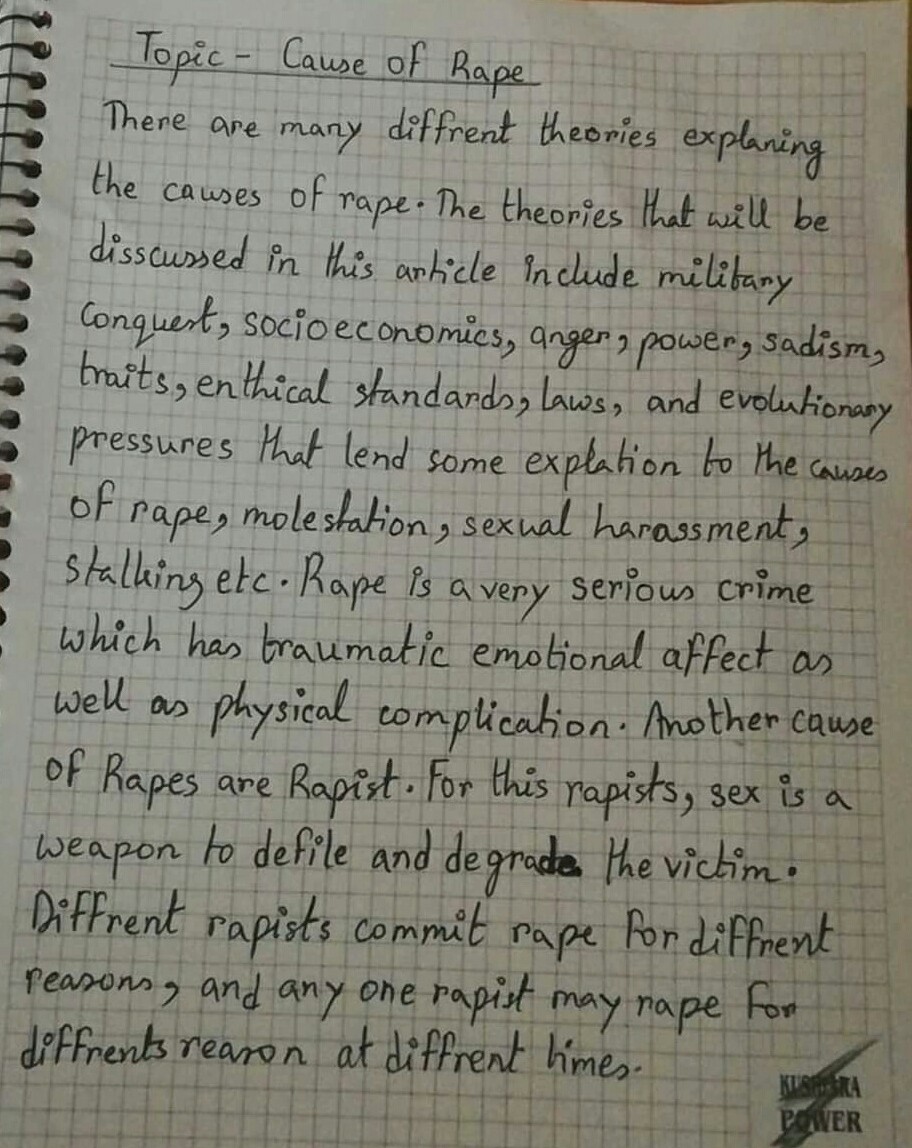 Topic - Cause of Rape
There are many diffrent theories explaning
the causes of rape. The theories that will be
disscussed in this article include military
Conquest, socioeconomics, anger, power, sadism,
traits, enthical standards, laws, and evolutionary
pressures that lend some explation to the causes
of rape, molestation, sexual harassment,
stalking etc. Rape is a very serious crime
which has traumatic emotional affect as
well as physical complication. Another cause
of Rapes are Rapist. For this rapists, sex is a
weapon to defile and degrade the victim.
Diffrent rapists commit rape for diffrent
reasons, and any one rapist may rape for
diffrents reason at diffrent times.
POWER